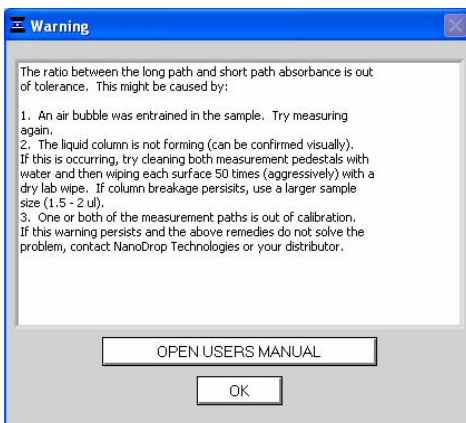 Warning
The ratio between the long path and short path absorbance is out
of tolerance. This might be caused by:
1. An air bubble was entrained in the sample. Try measuring
again.
2. The liquid column is not forming (can be confirmed visually).
If this is occurring, try cleaning both measurement pedestals with
water and then wiping each surface 50 times (aggressively) with a
dry lab wipe. If column breakage persisits, use a larger sample
size (1.5 - 2 ul).
3. One or both of the measurement paths is out of calibration.
If this warning persists and the above remedies do not solve the
problem, contact NanoDrop Technologies or your distributor.
OPEN USERS MANUAL
OK